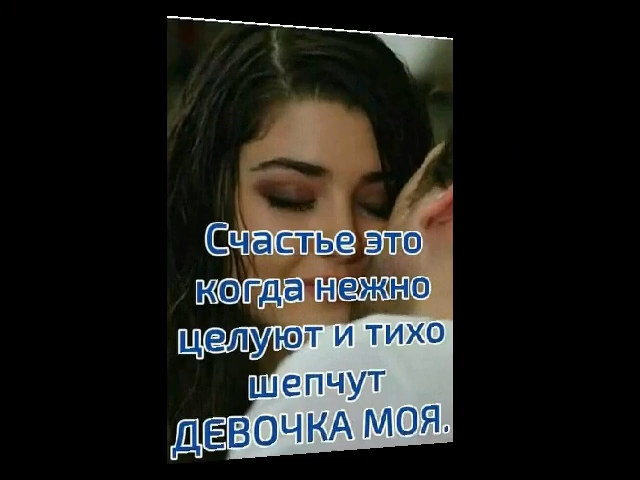 Счастье это
когда нежно
целуют и тихо
шепчут
ДЕВОЧКА МОЯ.